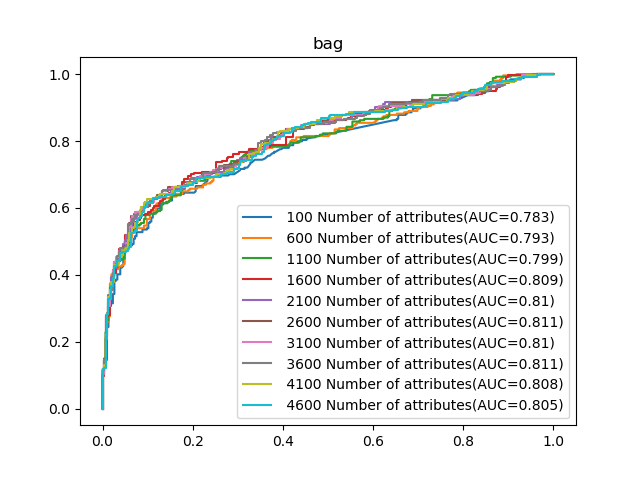 bag
1.0
0.8
0.6
0.4
0.2
0.0
100 Number of attributes(AUC=0.783)
600 Number of attributes(AUC=0.793)
1100 Number of attributes(AUC=0.799)
1600 Number of attributes(AUC=0.809)
2100 Number of attributes(AUC=0.81)
2600 Number of attributes(AUC=0.811)
3100 Number of attributes(AUC=0.81)
3600 Number of attributes(AUC=0.811)
4100 Number of attributes(AUC=0.808)
4600 Number of attributes(AUC=0.805)
0.0 0.2 0.4 0.6 0.8 1.0